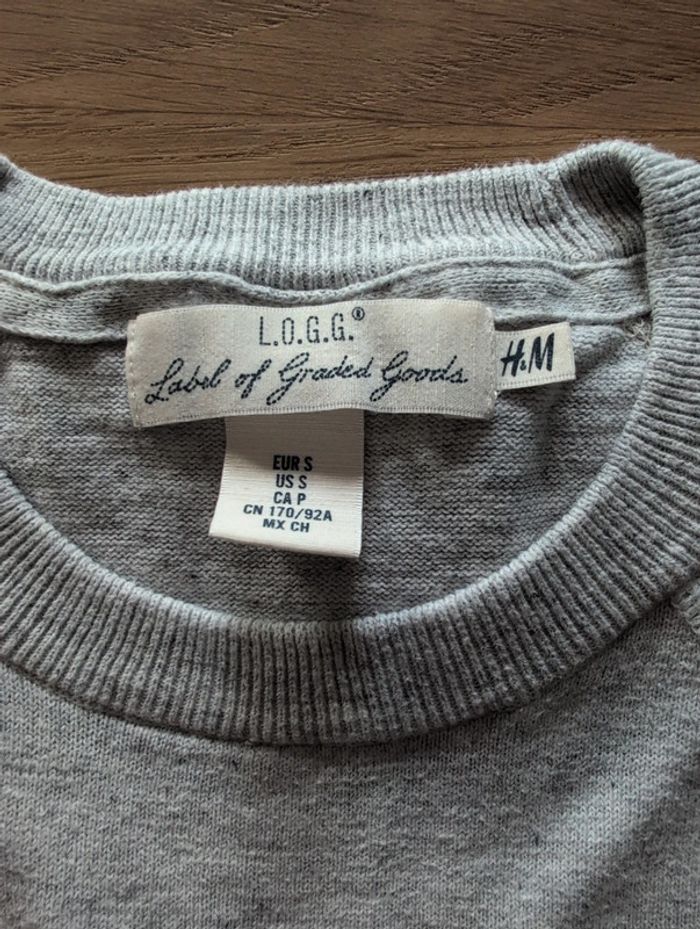 L.O.G.G.®
Label of Graded Goods
H&M
EUR S
US S
CA P
CN 170/92A
MX CH